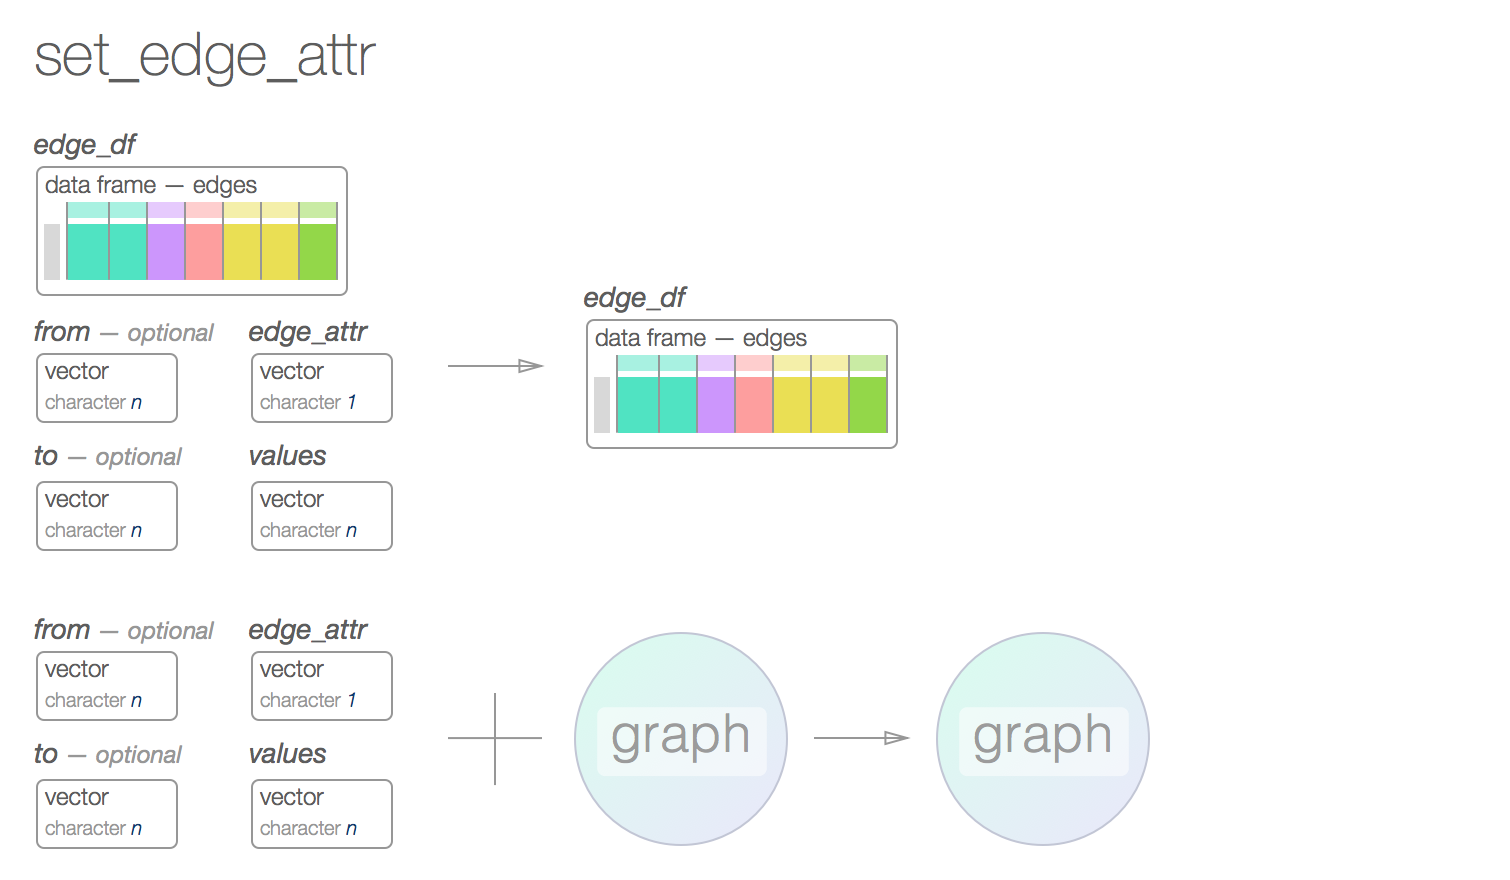 set_edge_attr
edge_df
data frame — edges
from — optional
edge_attr
vector
character n
vector
character 1
to — optional
values
vector
character n
vector
character n
edge_df
data frame — edges
from — optional
edge_attr
vector
character n
vector
character 1
to — optional
values
vector
character n
vector
character n
graph
graph